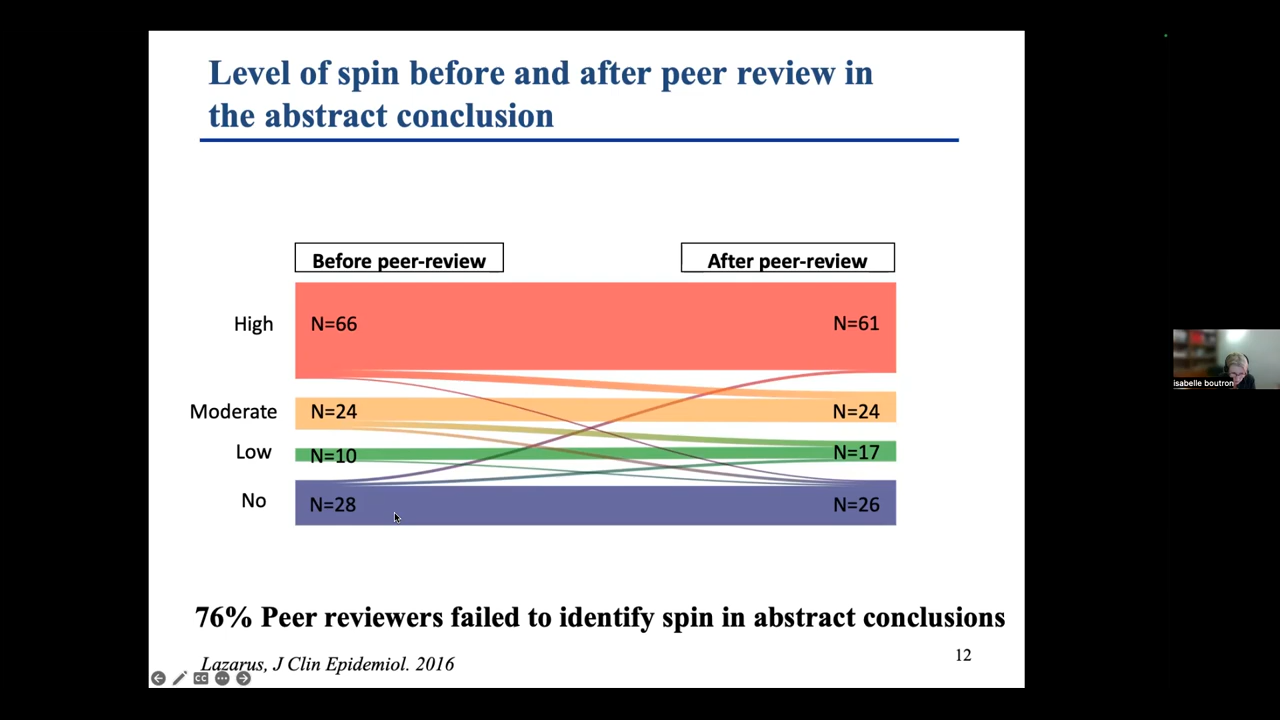 Level of spin before and after peer review in
the abstract conclusion
Before peer-review
After peer-review
High
N=66
N=61
Moderate
N=24
N=24
Low
N=10
N=17
No
N=28
N=26
76% Peer reviewers failed to identify spin in abstract conclusions
Lazarus, J Clin Epidemiol. 2016
12
CC
isabelle boutron